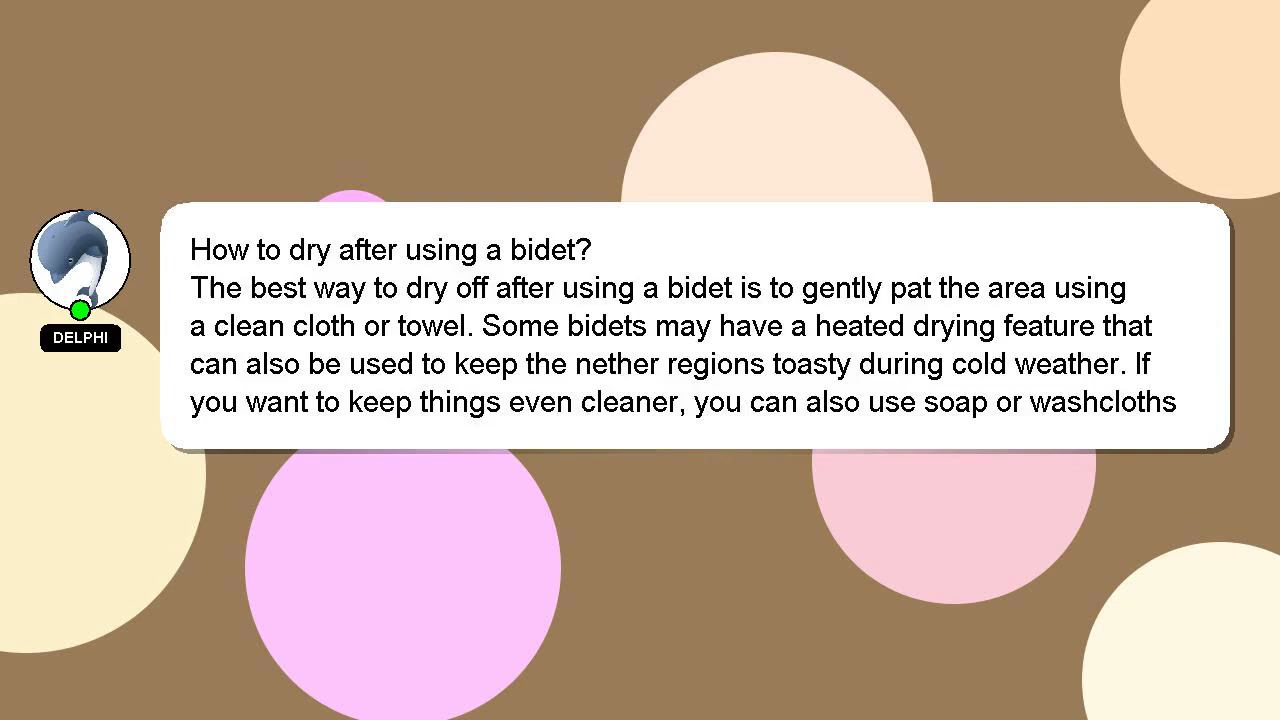 How to dry after using a bidet?
The best way to dry off after using a bidet is to gently pat the area using
a clean cloth or towel. Some bidets may have a heated drying feature that
can also be used to keep the nether regions toasty during cold weather. If
you want to keep things even cleaner, you can also use soap or washcloths
DELPHI